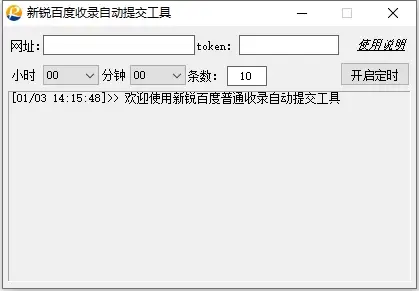 新锐百度收录自动提交工具
网址： token： 使用说明
小时 00 分钟 00 条数： 10 开启定时
[01/03 14:15:48]>> 欢迎使用新锐百度普通收录自动提交工具